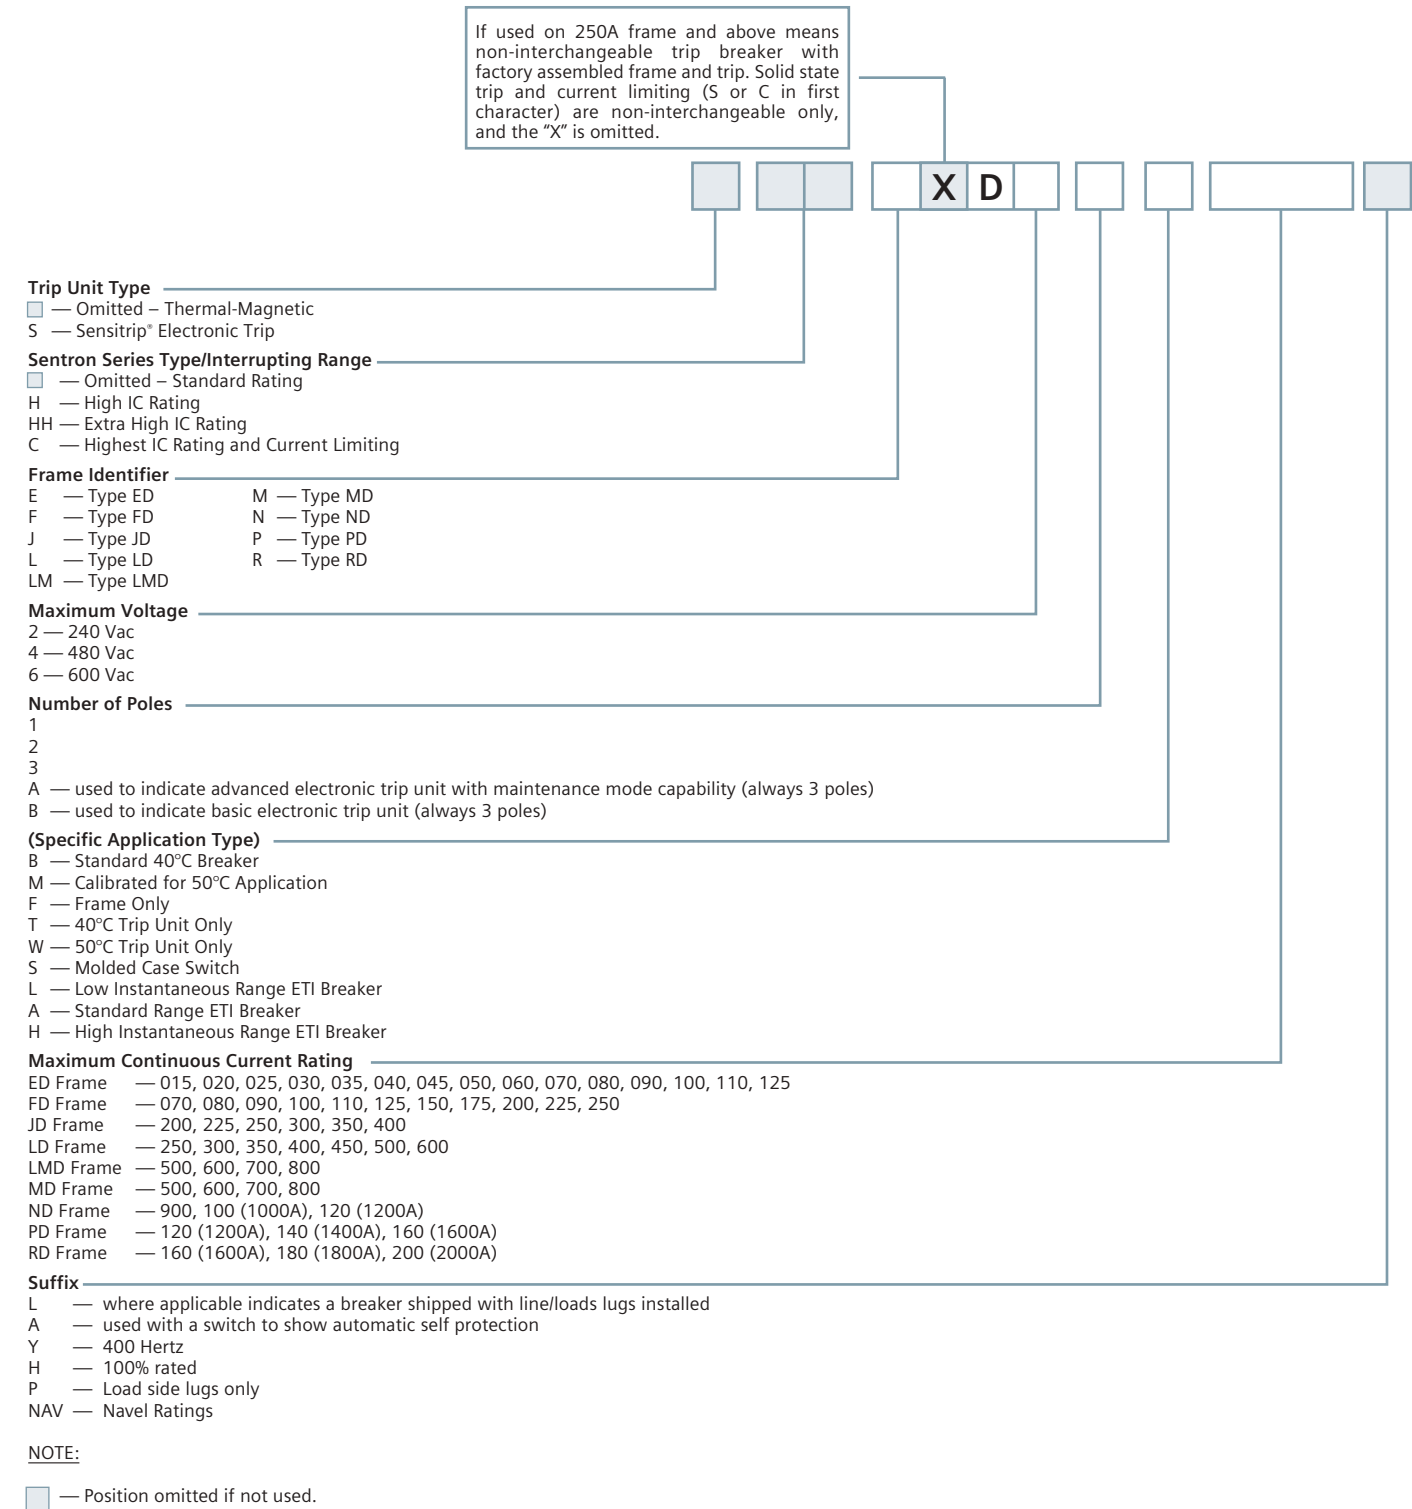 If used on 250A frame and above means
non-interchangeable trip breaker with
factory assembled frame and trip. Solid state
trip and current limiting (S or C in first
character) are non-interchangeable only,
and the “X” is omitted.
X D
Trip Unit Type
— Omitted – Thermal-Magnetic
S — Sensitrip® Electronic Trip
Sentron Series Type/Interrupting Range
— Omitted – Standard Rating
H — High IC Rating
HH — Extra High IC Rating
C — Highest IC Rating and Current Limiting
Frame Identifier
E — Type ED M — Type MD
F — Type FD N — Type ND
J — Type JD P — Type PD
L — Type LD R — Type RD
LM — Type LMD
Maximum Voltage
2 — 240 Vac
4 — 480 Vac
6 — 600 Vac
Number of Poles
1
2
3
A — used to indicate advanced electronic trip unit with maintenance mode capability (always 3 poles)
B — used to indicate basic electronic trip unit (always 3 poles)
(Specific Application Type)
B — Standard 40°C Breaker
M — Calibrated for 50°C Application
F — Frame Only
T — 40°C Trip Unit Only
W — 50°C Trip Unit Only
S — Molded Case Switch
L — Low Instantaneous Range ETI Breaker
A — Standard Range ETI Breaker
H — High Instantaneous Range ETI Breaker
Maximum Continuous Current Rating
ED Frame — 015, 020, 025, 030, 035, 040, 045, 050, 060, 070, 080, 090, 100, 110, 125
FD Frame — 070, 080, 090, 100, 110, 125, 150, 175, 200, 225, 250
JD Frame — 200, 225, 250, 300, 350, 400
LD Frame — 250, 300, 350, 400, 450, 500, 600
LMD Frame — 500, 600, 700, 800
MD Frame — 500, 600, 700, 800
ND Frame — 900, 100 (1000A), 120 (1200A)
PD Frame — 120 (1200A), 140 (1400A), 160 (1600A)
RD Frame — 160 (1600A), 180 (1800A), 200 (2000A)
Suffix
L — where applicable indicates a breaker shipped with line/loads lugs installed
A — used with a switch to show automatic self protection
Y — 400 Hertz
H — 100% rated
P — Load side lugs only
NAV — Navel Ratings
NOTE:
— Position omitted if not used.